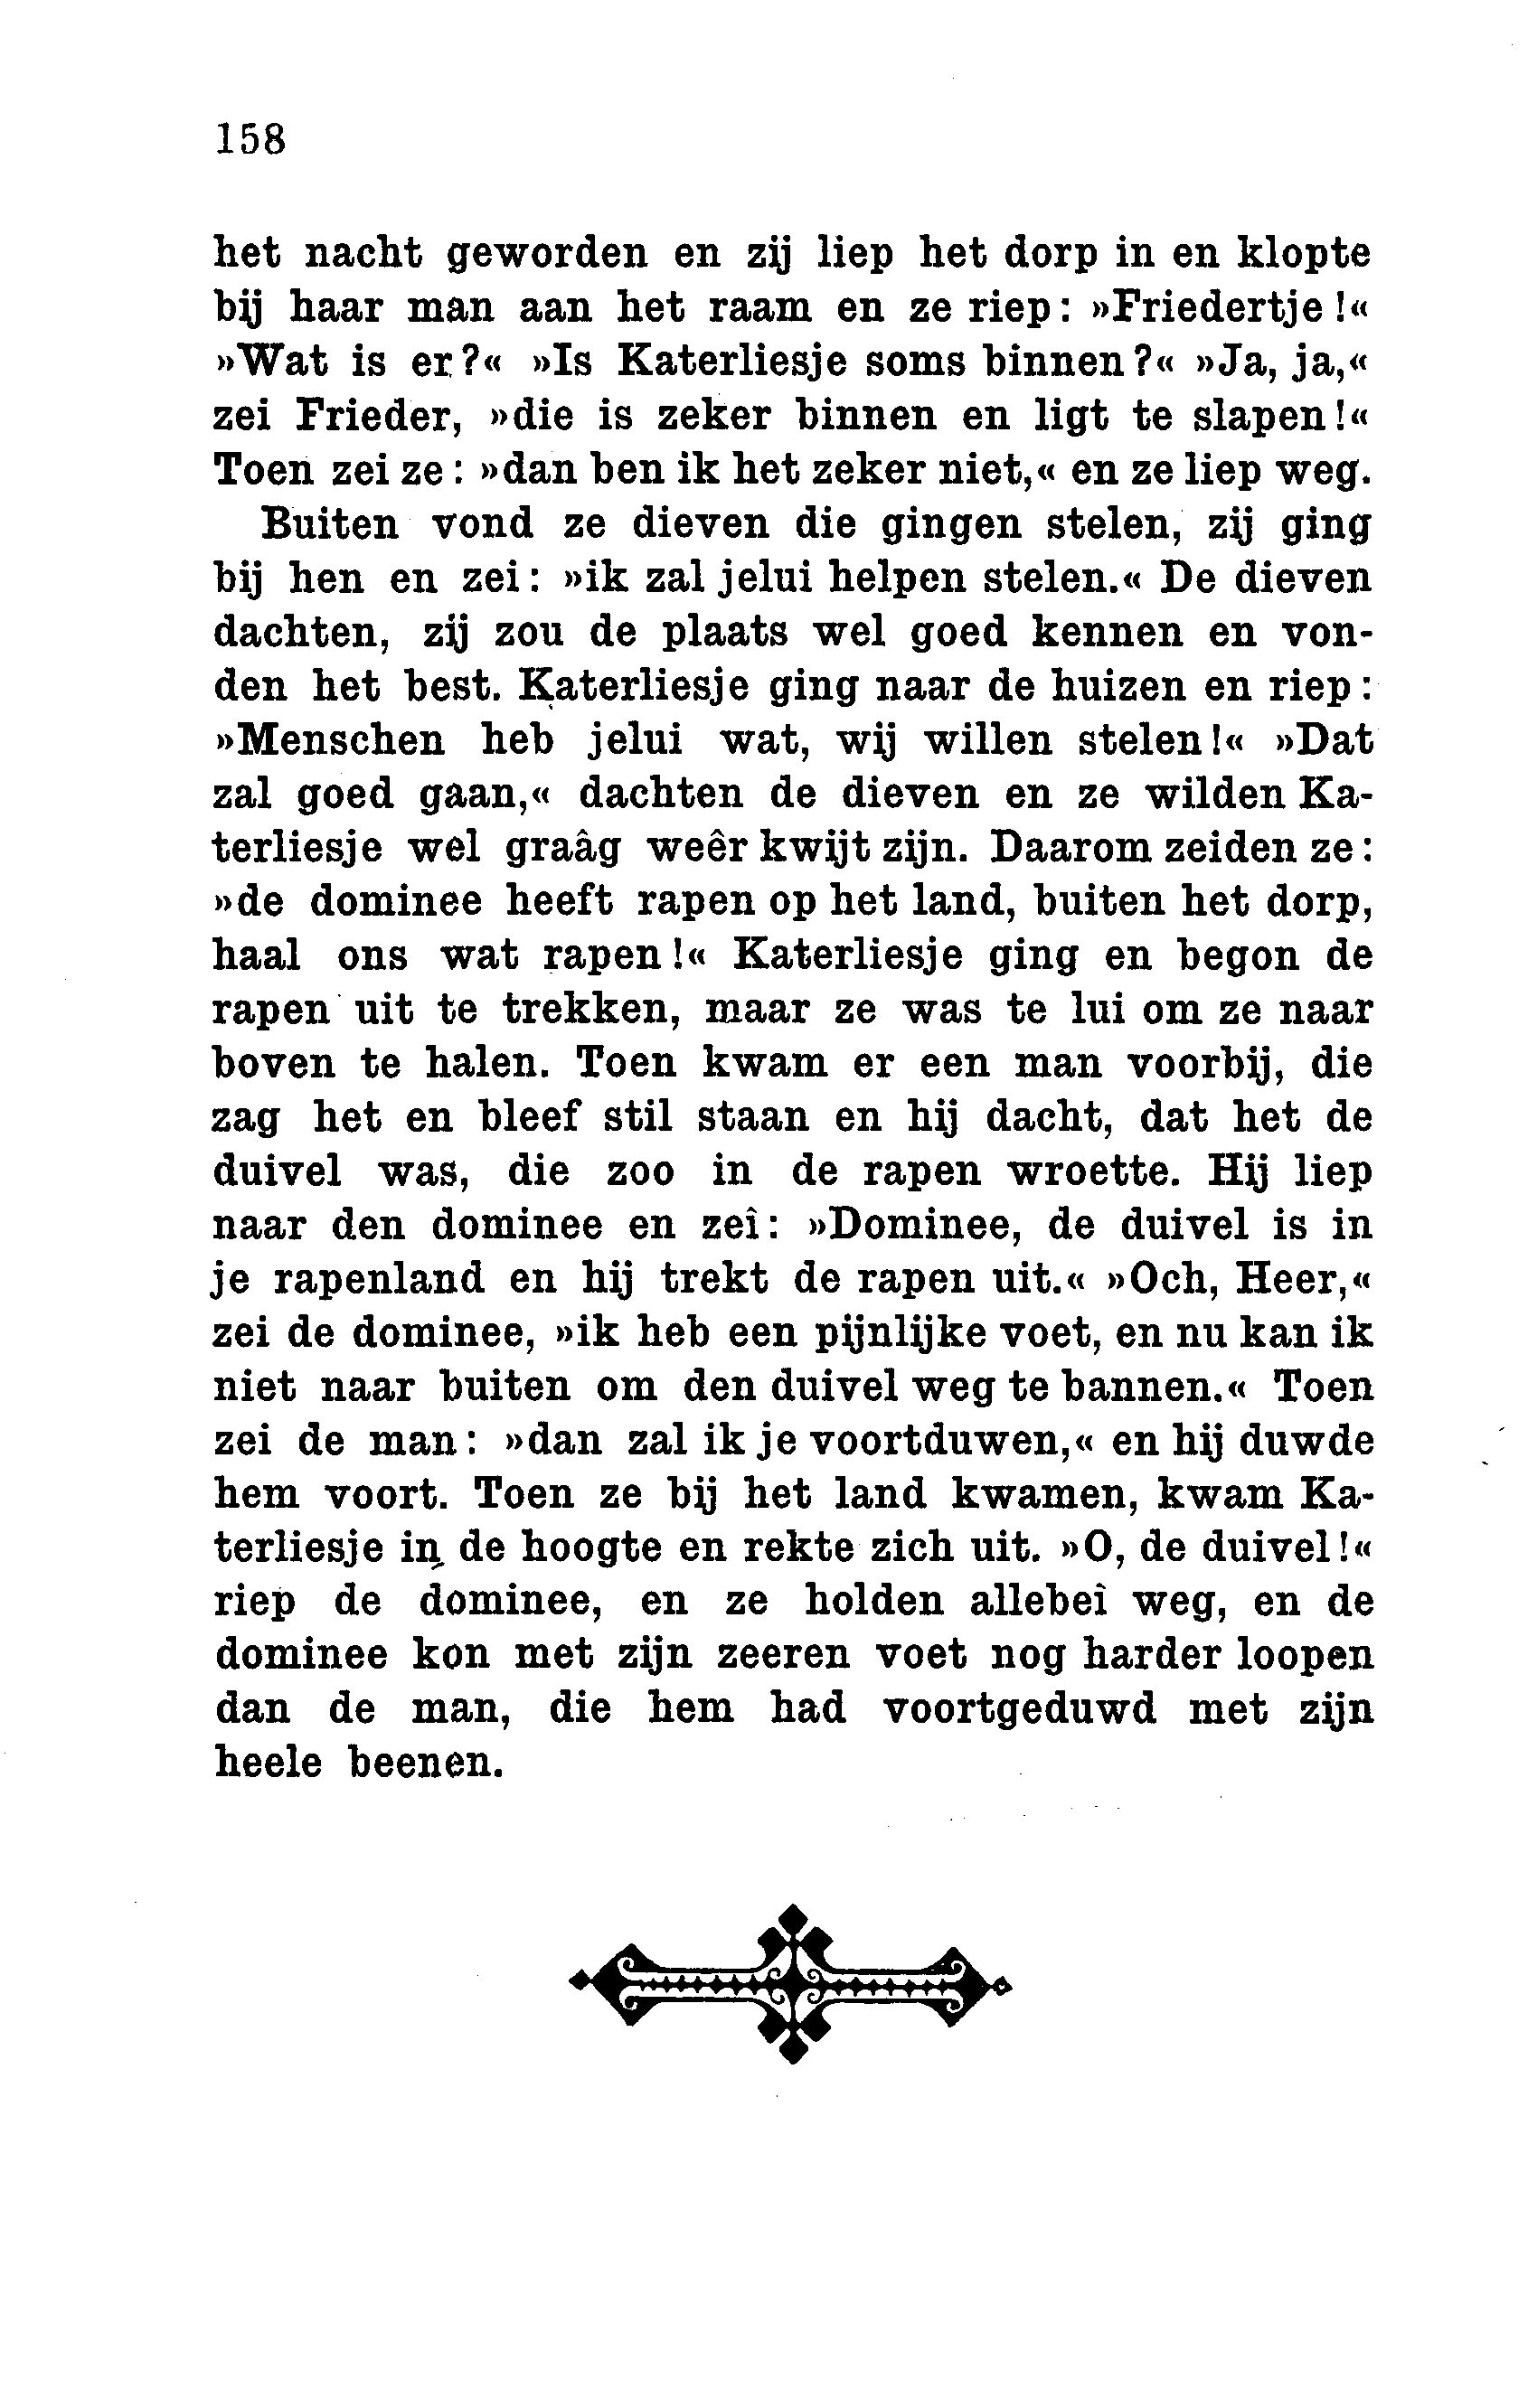 158
het nacht geworden en zij liep het dorp in en klopte
bij haar man aan het raam en ze riep: »Friedertje!«
»Wat is er?« »Is Katerliesje soms binnen?« »Ja, ja,«
zei Frieder, »die is zeker binnen en ligt te slapen!«
Toen zei ze: »dan ben ik het zeker niet,« en ze liep weg.
Buiten vond ze dieven die gingen stelen, zij ging
bij hen en zei: »ik zal jelui helpen stelen.« De dieven
dachten, zij zou de plaats wel goed kennen en von-
den het best. Katerliesje ging naar de huizen en riep:
»Menschen heb jelui wat, wij willen stelen!« »Dat
zal goed gaan,« dachten de dieven en ze wilden Ka-
terliesje wel graâg weêr kwijt zijn. Daarom zeiden ze:
»de dominee heeft rapen op het land, buiten het dorp,
haal ons wat rapen!« Katerliesje ging en begon de
rapen uit te trekken, maar ze was te lui om ze naar
boven te halen. Toen kwam er een man voorbij, die
zag het en bleef stil staan en hij dacht, dat het de
duivel was, die zoo in de rapen wroette. Hij liep
naar den dominee en zeî: »Dominee, de duivel is in
je rapenland en hij trekt de rapen uit.« »Och, Heer,«
zei de dominee, »ik heb een pijnlijke voet, en nu kan ik
niet naar buiten om den duivel weg te bannen.« Toen
zei de man: »dan zal ik je voortduwen,« en hij duwde
hem voort. Toen ze bij het land kwamen, kwam Ka-
terliesje in de hoogte en rekte zich uit. »O, de duivel!«
riep de dominee, en ze holden allebeî weg, en de
dominee kon met zijn zeeren voet nog harder loopen
dan de man, die hem had voortgeduwd met zijn
heele beenen.